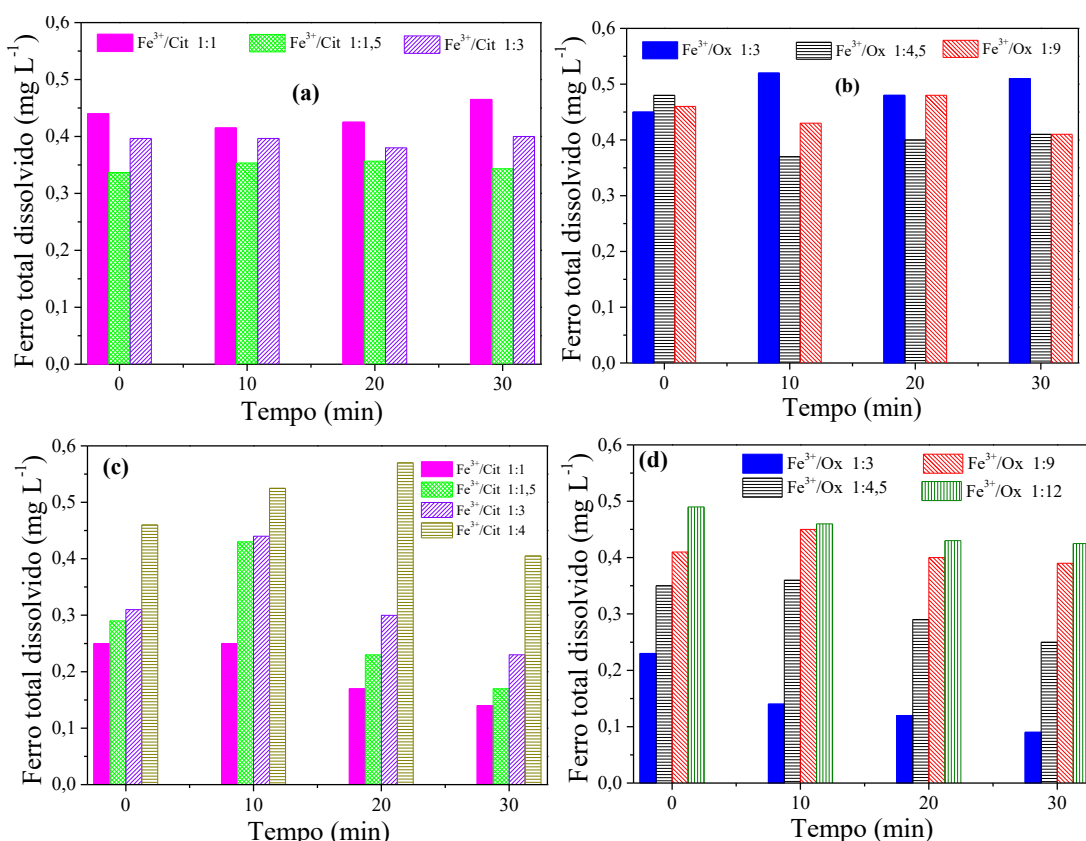 (a)
Fe³⁺/Cit 1:1 Fe³⁺/Cit 1:1,5 Fe³⁺/Cit 1:3
Ferro total dissolvido (mg L⁻¹)
0,6
0,5
0,4
0,3
0,2
0,1
0,0
0 10 20 30
Tempo (min)
(b)
Fe³⁺/Ox 1:3 Fe³⁺/Ox 1:4,5 Fe³⁺/Ox 1:9
Ferro total dissolvido (mg L⁻¹)
0,6
0,5
0,4
0,3
0,2
0,1
0,0
0 10 20 30
Tempo (min)
(c)
Fe³⁺/Cit 1:1
Fe³⁺/Cit 1:1,5
Fe³⁺/Cit 1:3
Fe³⁺/Cit 1:4
Ferro total dissolvido (mg L⁻¹)
0,6
0,5
0,4
0,3
0,2
0,1
0,0
0 10 20 30
Tempo (min)
(d)
Fe³⁺/Ox 1:3 Fe³⁺/Ox 1:9
Fe³⁺/Ox 1:4,5 Fe³⁺/Ox 1:12
Ferro total dissolvido (mg L⁻¹)
0,6
0,5
0,4
0,3
0,2
0,1
0,0
0 10 20 30
Tempo (min)